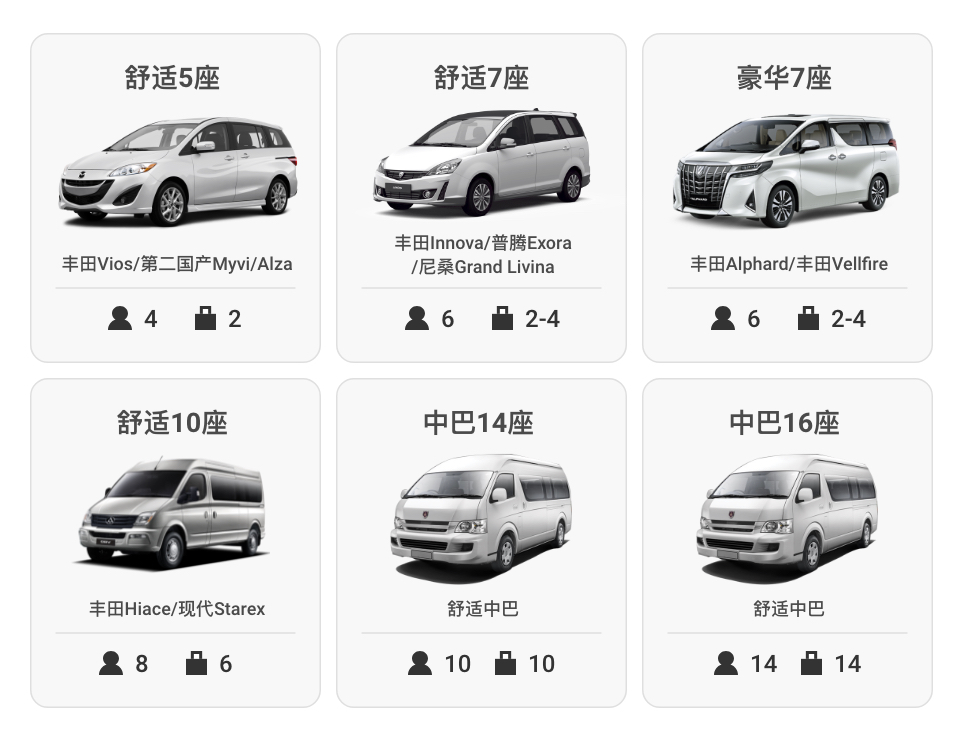 舒适5座
丰田Vios/第二国产Myvi/Alza
4 2
舒适7座
丰田Innova/普腾Exora
/尼桑Grand Livina
6 2-4
豪华7座
丰田Alphard/丰田Vellfire
6 2-4
舒适10座
丰田Hiace/现代Starex
8 6
中巴14座
舒适中巴
10 10
中巴16座
舒适中巴
14 14